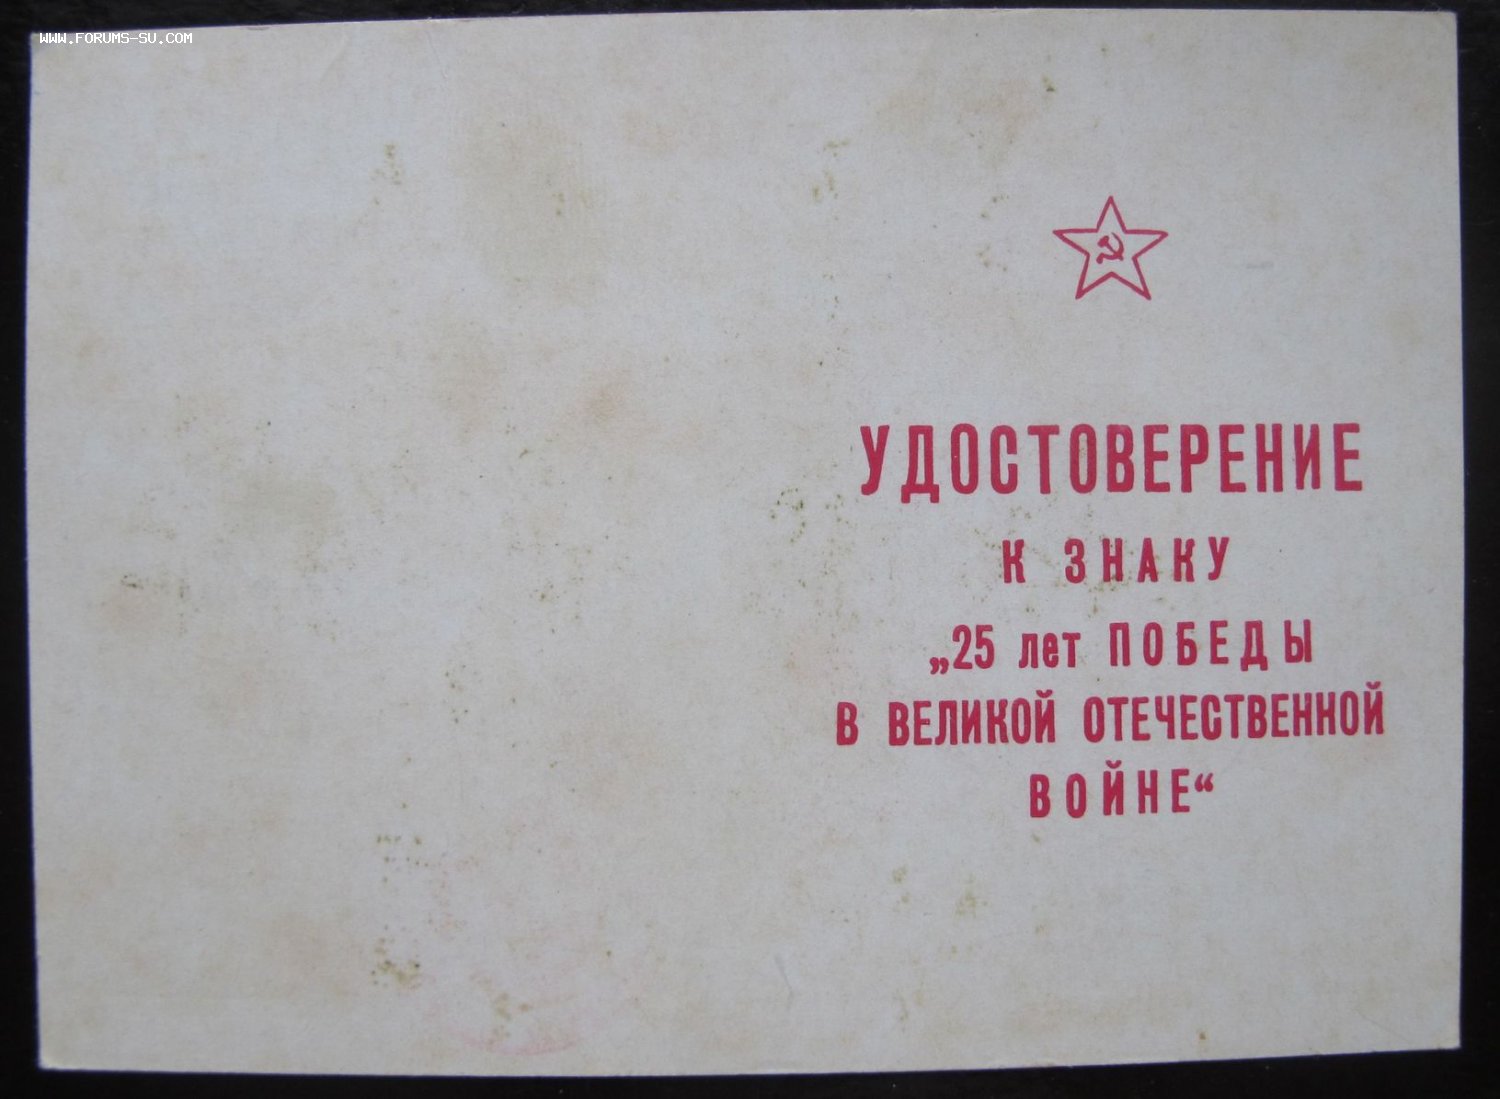 WWW.FORUMS-SU.COM
УДОСТОВЕРЕНИЕ
К ЗНАКУ
„25 лет ПОБЕДЫ
В ВЕЛИКОЙ ОТЕЧЕСТВЕННОЙ
ВОЙНЕ“